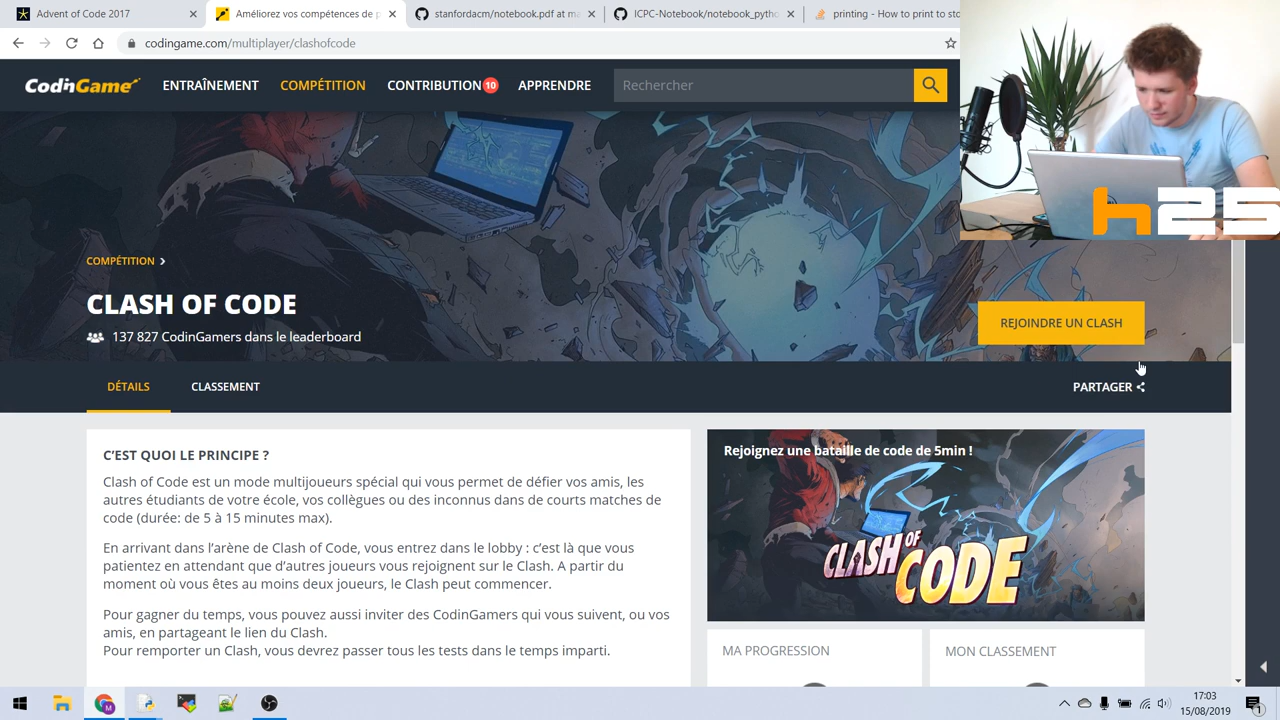 Advent of Code 2017
Améliorez vos compétences de p
stanfordacm/notebook.pdf at ma
ICPC-Notebook/notebook_pytho
printing - How to print to sto
codingame.com/multiplayer/clashofcode
CodinGame
ENTRAÎNEMENT
COMPÉTITION
CONTRIBUTION 10
APPRENDRE
Rechercher
h25
COMPÉTITION
CLASH OF CODE
137 827 CodinGamers dans le leaderboard
REJOINDRE UN CLASH
DÉTAILS
CLASSEMENT
PARTAGER
C'EST QUOI LE PRINCIPE ?
Clash of Code est un mode multijoueurs spécial qui vous permet de défier vos amis, les
autres étudiants de votre école, vos collègues ou des inconnus dans de courts matches de
code (durée: de 5 à 15 minutes max).
En arrivant dans l'arène de Clash of Code, vous entrez dans le lobby : c'est là que vous
patientez en attendant que d'autres joueurs vous rejoignent sur le Clash. A partir du
moment où vous êtes au moins deux joueurs, le Clash peut commencer.
Pour gagner du temps, vous pouvez aussi inviter des CodinGamers qui vous suivent, ou vos
amis, en partageant le lien du Clash.
Pour remporter un Clash, vous devrez passer tous les tests dans le temps imparti.
Rejoignez une bataille de code de 5min !
CLASH OF CODE
MA PROGRESSION
MON CLASSEMENT
17:03
15/08/2019
1